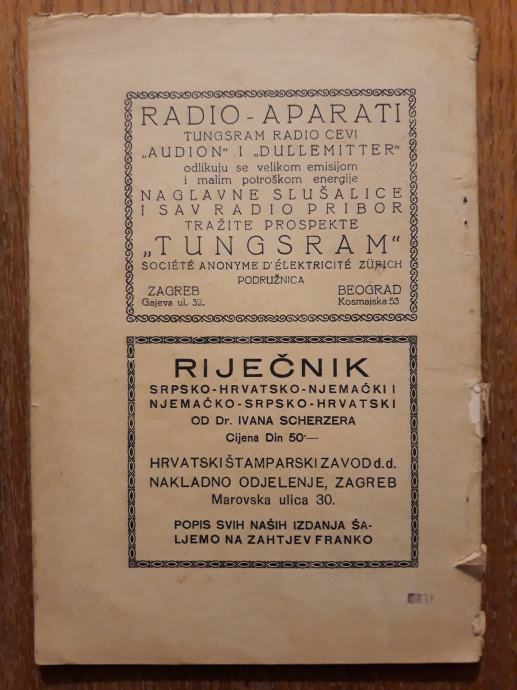 RADIO-APARATI
TUNGSRAM RADIO CEVI
„AUDION“ I „DULLEMITTER“
odlikuju se velikom emisijom
i malim potroškom energije
NAGLAVNE SLUŠALICE
I SAV RADIO PRIBOR
TRAŽITE PROSPEKTE
„TUNGSRAM“
SOCIÉTÉ ANONYME D'ÉLEKTRICITÉ ZÜRICH
PODRUŽNICA
ZAGREB BEOGRAD
Gajeva ul. 32. Kosmajska 53
RIJEČNIK
SRPSKO-HRVATSKO-NJEMAČKI I
NJEMAČKO-SRPSKO-HRVATSKI
OD Dr. IVANA SCHERZERA
Cijena Din 50·—
HRVATSKI ŠTAMPARSKI ZAVOD d.d.
NAKLADNO ODJELENJE, ZAGREB
Marovska ulica 30.
POPIS SVIH NAŠIH IZDANJA ŠA-
LJEMO NA ZAHTJEV FRANKO